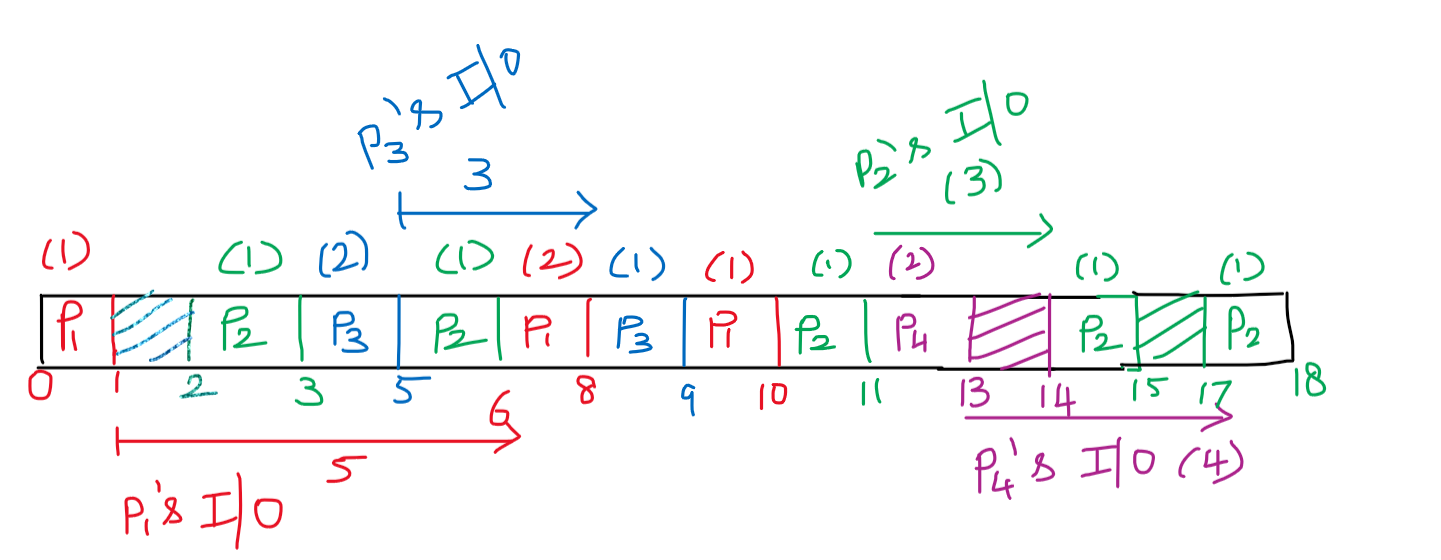 P3's I/O
3
P2's I/O
(3)
(1) (1) (2) (1) (2) (1) (1) (1) (2) (1) (1)
P1 P2 P3 P2 P1 P3 P1 P2 P4 P2 P2
0 1 2 3 5 6 8 9 10 11 13 14 15 17 18
5
P1's I/O
P4's I/O (4)